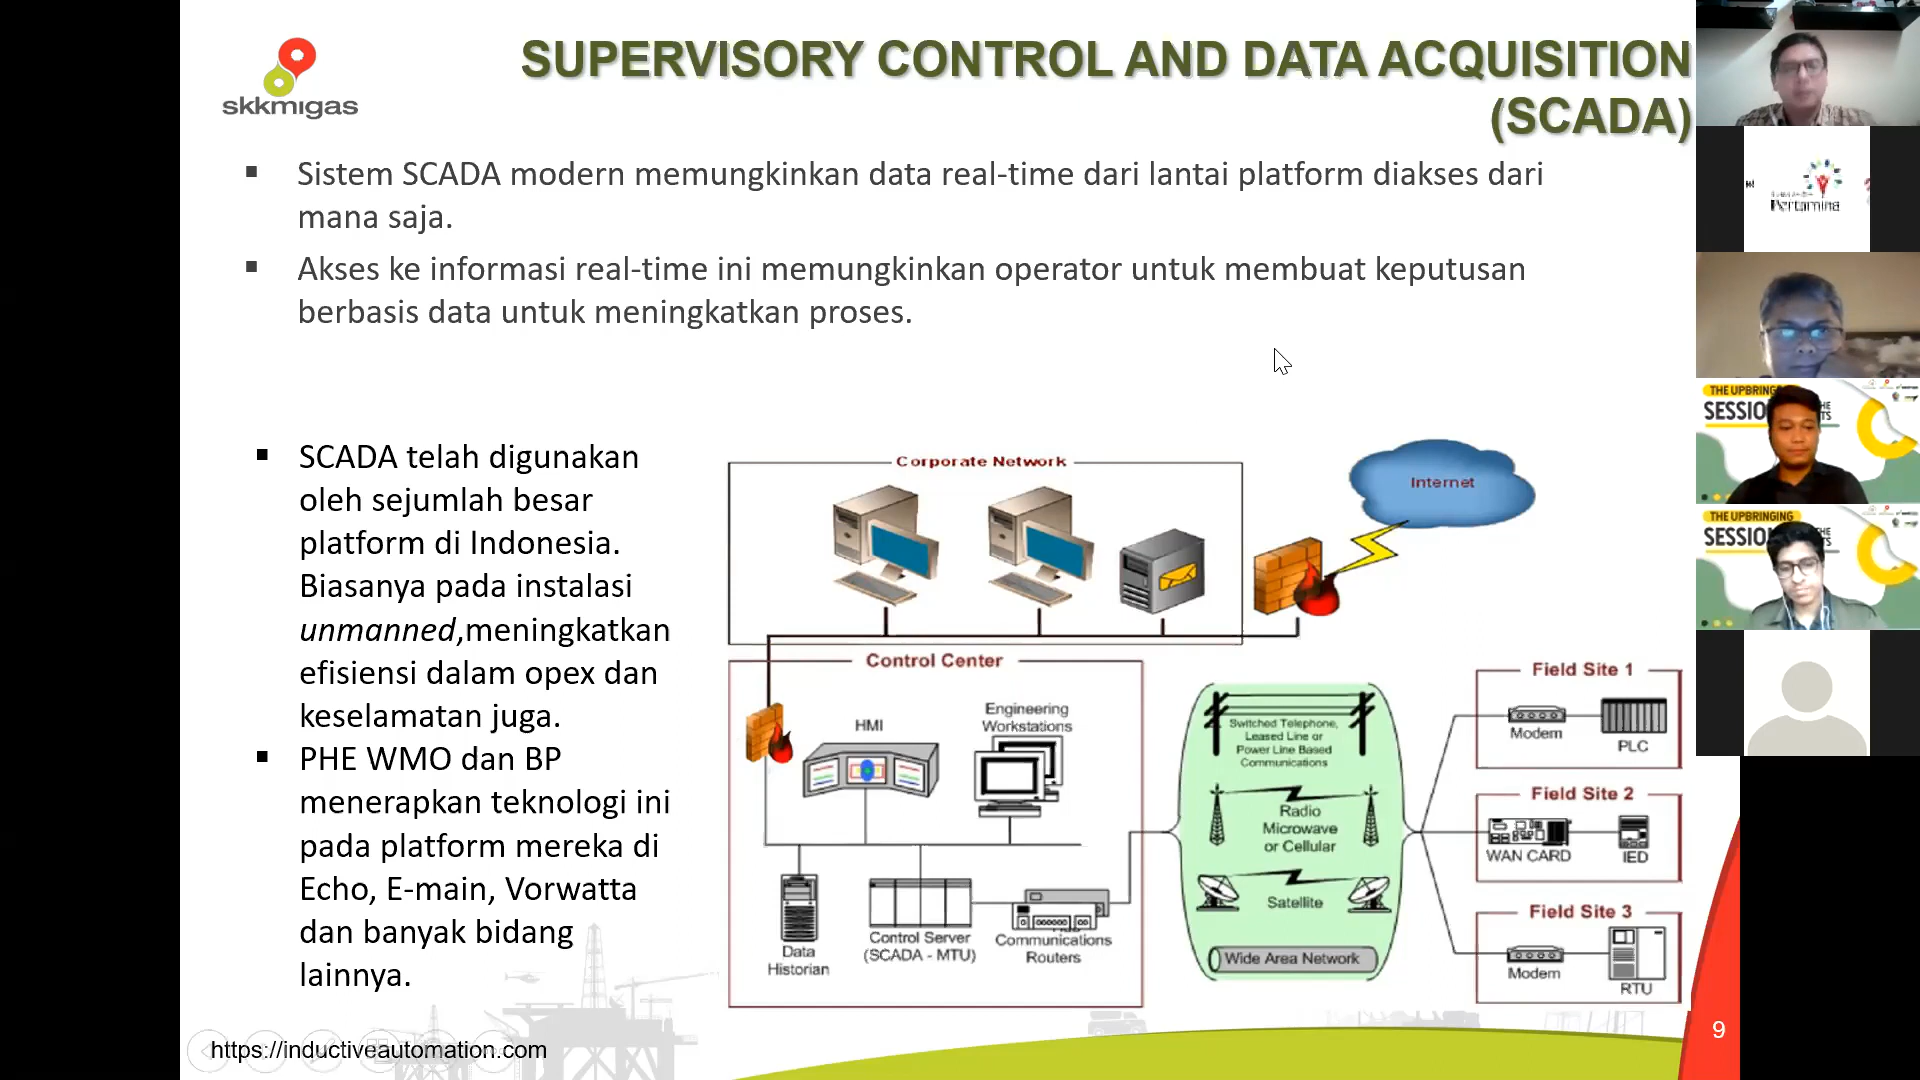 skkmigas
SUPERVISORY CONTROL AND DATA ACQUISITION
(SCADA)
Sistem SCADA modern memungkinkan data real-time dari lantai platform diakses dari
mana saja.
Akses ke informasi real-time ini memungkinkan operator untuk membuat keputusan
berbasis data untuk meningkatkan proses.
SCADA telah digunakan
oleh sejumlah besar
platform di Indonesia.
Biasanya pada instalasi
unmanned,meningkatkan
efisiensi dalam opex dan
keselamatan juga.
PHE WMO dan BP
menerapkan teknologi ini
pada platform mereka di
Echo, E-main, Vorwatta
dan banyak bidang
lainnya.
Corporate Network
Internet
Control Center
HMI
Engineering
Workstations
Data
Historian
Control Server
(SCADA - MTU)
Communications
Routers
Switched Telephone,
Leased Line or
Power Line Based
Communications
Radio
Microwave
or Cellular
Satellite
Wide Area Network
Field Site 1
Modem
PLC
Field Site 2
WAN CARD
IED
Field Site 3
Modem
RTU
https://inductiveautomation.com
9
Pertamina
THE UPBRINGING
SESSIO
THE UPBRINGING
SESSIO